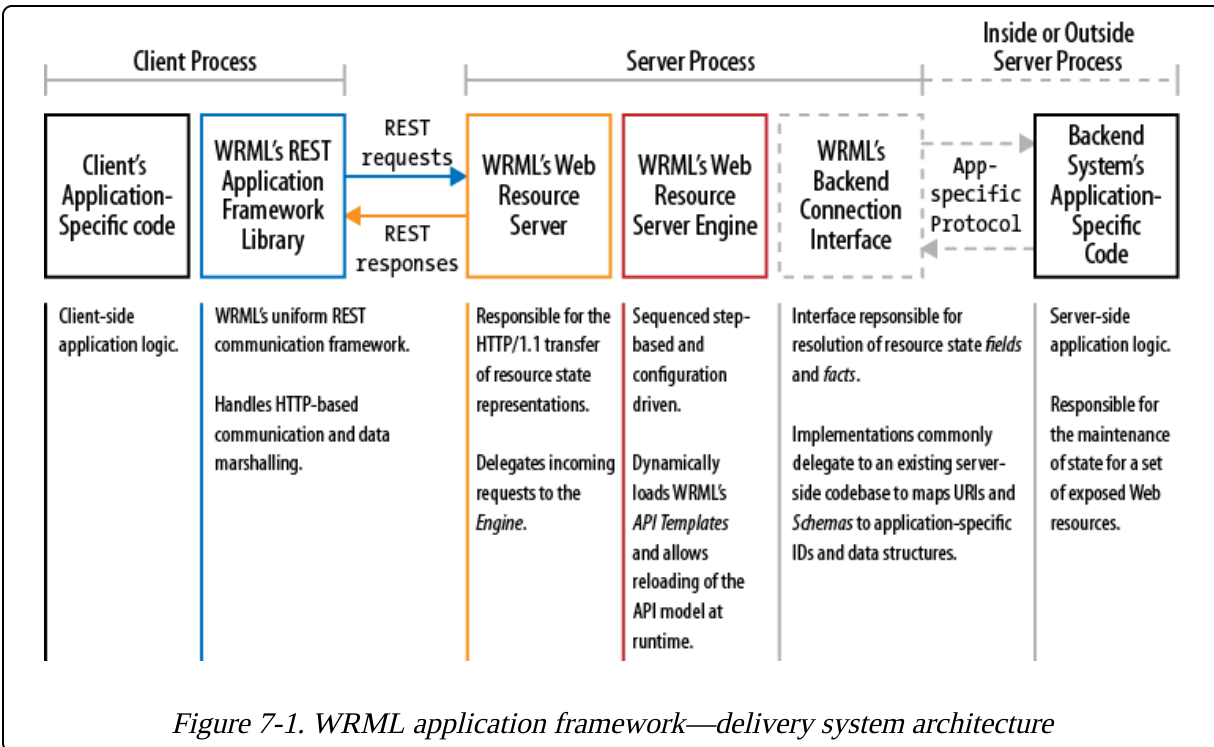 Client Process
Server Process
Inside or Outside
Server Process
Client's
Application-
Specific code
WRML's REST
Application
Framework
Library
REST
requests
REST
responses
WRML's Web
Resource
Server
WRML's Web
Resource
Server Engine
WRML's
Backend
Connection
Interface
App-
specific
Protocol
Backend
System's
Application-
Specific
Code
Client-side
application logic.
WRML's uniform REST
communication framework.
Handles HTTP-based
communication and data
marshalling.
Responsible for the
HTTP/1.1 transfer
of resource state
representations.
Delegates incoming
requests to the
Engine.
Sequenced step-
based and
configuration
driven.
Dynamically
loads WRML's
API Templates
and allows
reloading of the
API model at
runtime.
Interface repsonsible for
resolution of resource state fields
and facts.
Implementations commonly
delegate to an existing server-
side codebase to maps URIs and
Schemas to application-specific
IDs and data structures.
Server-side
application logic.
Responsible for
the maintenance
of state for a set
of exposed Web
resources.
Figure 7-1. WRML application framework—delivery system architecture